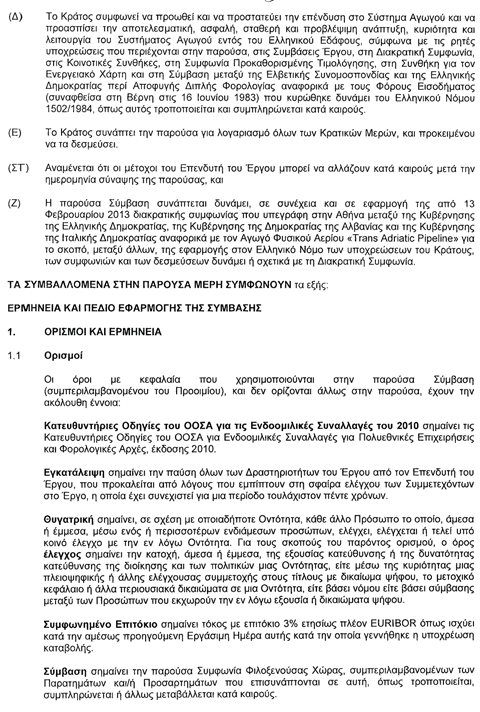 (Δ) Το Κράτος συμφωνεί να προωθεί και να προστατεύει την επένδυση στο Σύστημα Αγωγού και να
προασπίσει την αποτελεσματική, ασφαλή, σταθερή και προβλέψιμη ανάπτυξη, κυριότητα και
λειτουργία του Συστήματος Αγωγού εντός του Ελληνικού Εδάφους, σύμφωνα με τις ρητές
υποχρεώσεις που περιέχονται στην παρούσα, στις Συμβάσεις Έργου, στη Διακρατική Συμφωνία,
στις Κοινοτικές Συνθήκες, στη Συμφωνία Προκαθορισμένης Τιμολόγησης, στη Συνθήκη για τον
Ενεργειακό Χάρτη και στη Σύμβαση μεταξύ της Ελβετικής Συνομοσπονδίας και της Ελληνικής
Δημοκρατίας περί Αποφυγής Διπλής Φορολογίας αναφορικά με τους Φόρους Εισοδήματος
(συναφθείσα στη Βέρνη στις 16 Ιουνίου 1983) που κυρώθηκε δυνάμει του Ελληνικού Νόμου
1502/1984, όπως αυτός τροποποιείται και συμπληρώνεται κατά καιρούς.
(Ε) Το Κράτος συνάπτει την παρούσα για λογαριασμό όλων των Κρατικών Μερών, και προκειμένου
να τα δεσμεύσει.
(ΣΤ) Αναμένεται ότι οι μέτοχοι του Επενδυτή του Έργου μπορεί να αλλάζουν κατά καιρούς μετά την
ημερομηνία σύναψης της παρούσας, και
(Ζ) Η παρούσα Σύμβαση συνάπτεται δυνάμει, σε συνέχεια και σε εφαρμογή της από 13
Φεβρουαρίου 2013 διακρατικής συμφωνίας που υπεγράφη στην Αθήνα μεταξύ της Κυβέρνησης
της Ελληνικής Δημοκρατίας, της Κυβέρνησης της Δημοκρατίας της Αλβανίας και της Κυβέρνησης
της Ιταλικής Δημοκρατίας αναφορικά με τον Αγωγό Φυσικού Αερίου «Trans Adriatic Pipeline» για
το σκοπό, μεταξύ άλλων, της εφαρμογής στον Ελληνικό Νόμο των υποχρεώσεων του Κράτους,
των συμφωνιών και των δεσμεύσεων δυνάμει ή σχετικά με τη Διακρατική Συμφωνία.
ΤΑ ΣΥΜΒΑΛΛΟΜΕΝΑ ΣΤΗΝ ΠΑΡΟΥΣΑ ΜΕΡΗ ΣΥΜΦΩΝΟΥΝ τα εξής:
ΕΡΜΗΝΕΙΑ ΚΑΙ ΠΕΔΙΟ ΕΦΑΡΜΟΓΗΣ ΤΗΣ ΣΥΜΒΑΣΗΣ
1. ΟΡΙΣΜΟΙ ΚΑΙ ΕΡΜΗΝΕΙΑ
1.1 Ορισμοί
Οι όροι με κεφαλαία που χρησιμοποιούνται στην παρούσα Σύμβαση
(συμπεριλαμβανομένου του Προοιμίου), και δεν ορίζονται άλλως στην παρούσα, έχουν την
ακόλουθη έννοια:
Κατευθυντήριες Οδηγίες του ΟΟΣΑ για τις Ενδοομιλικές Συναλλαγές του 2010 σημαίνει τις
Κατευθυντήριες Οδηγίες του ΟΟΣΑ για Ενδοομιλικές Συναλλαγές για Πολυεθνικές Επιχειρήσεις
και Φορολογικές Αρχές, έκδοσης 2010.
Εγκατάλειψη σημαίνει την παύση όλων των Δραστηριοτήτων του Έργου από τον Επενδυτή του
Έργου, που προκαλείται από λόγους που εμπίπτουν στη σφαίρα ελέγχου των Συμμετεχόντων
στο Έργο, η οποία έχει συνεχιστεί για μια περίοδο τουλάχιστον πέντε χρόνων.
Θυγατρική σημαίνει, σε σχέση με οποιαδήποτε Οντότητα, κάθε άλλο Πρόσωπο το οποίο, άμεσα
ή έμμεσα, μέσω ενός ή περισσοτέρων ενδιάμεσων προσώπων, ελέγχει, ελέγχεται ή τελεί υπό
κοινό έλεγχο με την εν λόγω Οντότητα. Για τους σκοπούς του παρόντος ορισμού, ο όρος
έλεγχος σημαίνει την κατοχή, άμεσα ή έμμεσα, της εξουσίας κατεύθυνσης ή της δυνατότητας
κατεύθυνσης της διοίκησης και των πολιτικών μιας Οντότητας, είτε μέσω της κυριότητας μιας
πλειοψηφικής ή άλλης ελέγχουσας συμμετοχής στους τίτλους με δικαίωμα ψήφου, το μετοχικό
κεφάλαιο ή άλλα περιουσιακά δικαιώματα σε μια Οντότητα, είτε βάσει νόμου είτε βάσει σύμβασης
μεταξύ των Προσώπων που εκχωρούν την εν λόγω εξουσία ή δικαιώματα ψήφου.
Συμφωνημένο Επιτόκιο σημαίνει τόκος με επιτόκιο 3% ετησίως πλέον EURIBOR όπως ισχύει
κατά την αμέσως προηγούμενη Εργάσιμη Ημέρα αυτής κατά την οποία γεννήθηκε η υποχρέωση
καταβολής.
Σύμβαση σημαίνει την παρούσα Συμφωνία Φιλοξενούσας Χώρας, συμπεριλαμβανομένων των
Παρατημάτων και/ή Προσαρτημάτων που επισυνάπτονται σε αυτή, όπως τροποποιείται,
συμπληρώνεται ή άλλως μεταβάλλεται κατά καιρούς.